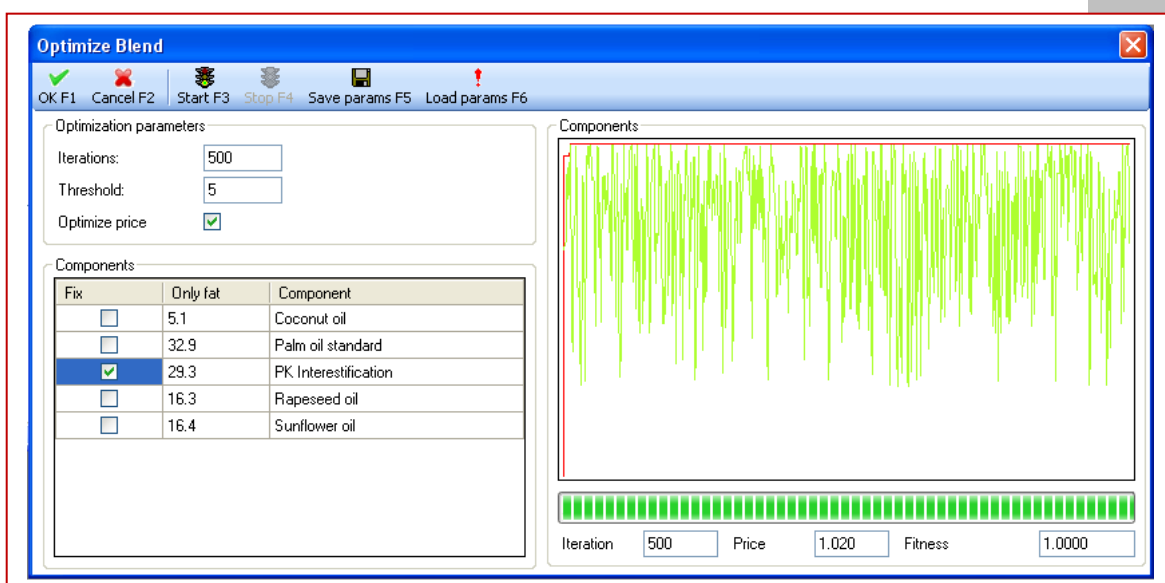 Optimize Blend
OK F1 Cancel F2 Start F3 Stop F4 Save params F5 Load params F6
Optimization parameters
Iterations: 500
Threshold: 5
Optimize price
Components
Fix Only fat Component
5.1 Coconut oil
32.9 Palm oil standard
29.3 PK Interestification
16.3 Rapeseed oil
16.4 Sunflower oil
Components
Iteration 500 Price 1.020 Fitness 1.0000